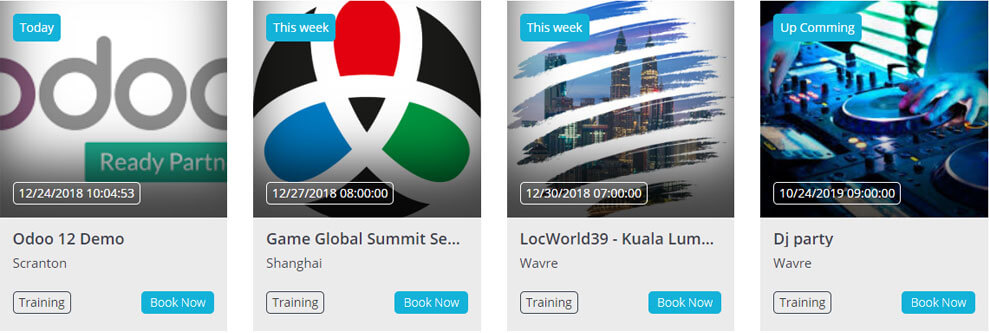 Today
odoo
Ready Partn
12/24/2018 10:04:53
Odoo 12 Demo
Scranton
Training
Book Now
This week
12/27/2018 08:00:00
Game Global Summit Se...
Shanghai
Training
Book Now
This week
12/30/2018 07:00:00
LocWorld39 - Kuala Lum...
Wavre
Training
Book Now
Up Comming
10/24/2019 09:00:00
Dj party
Wavre
Training
Book Now